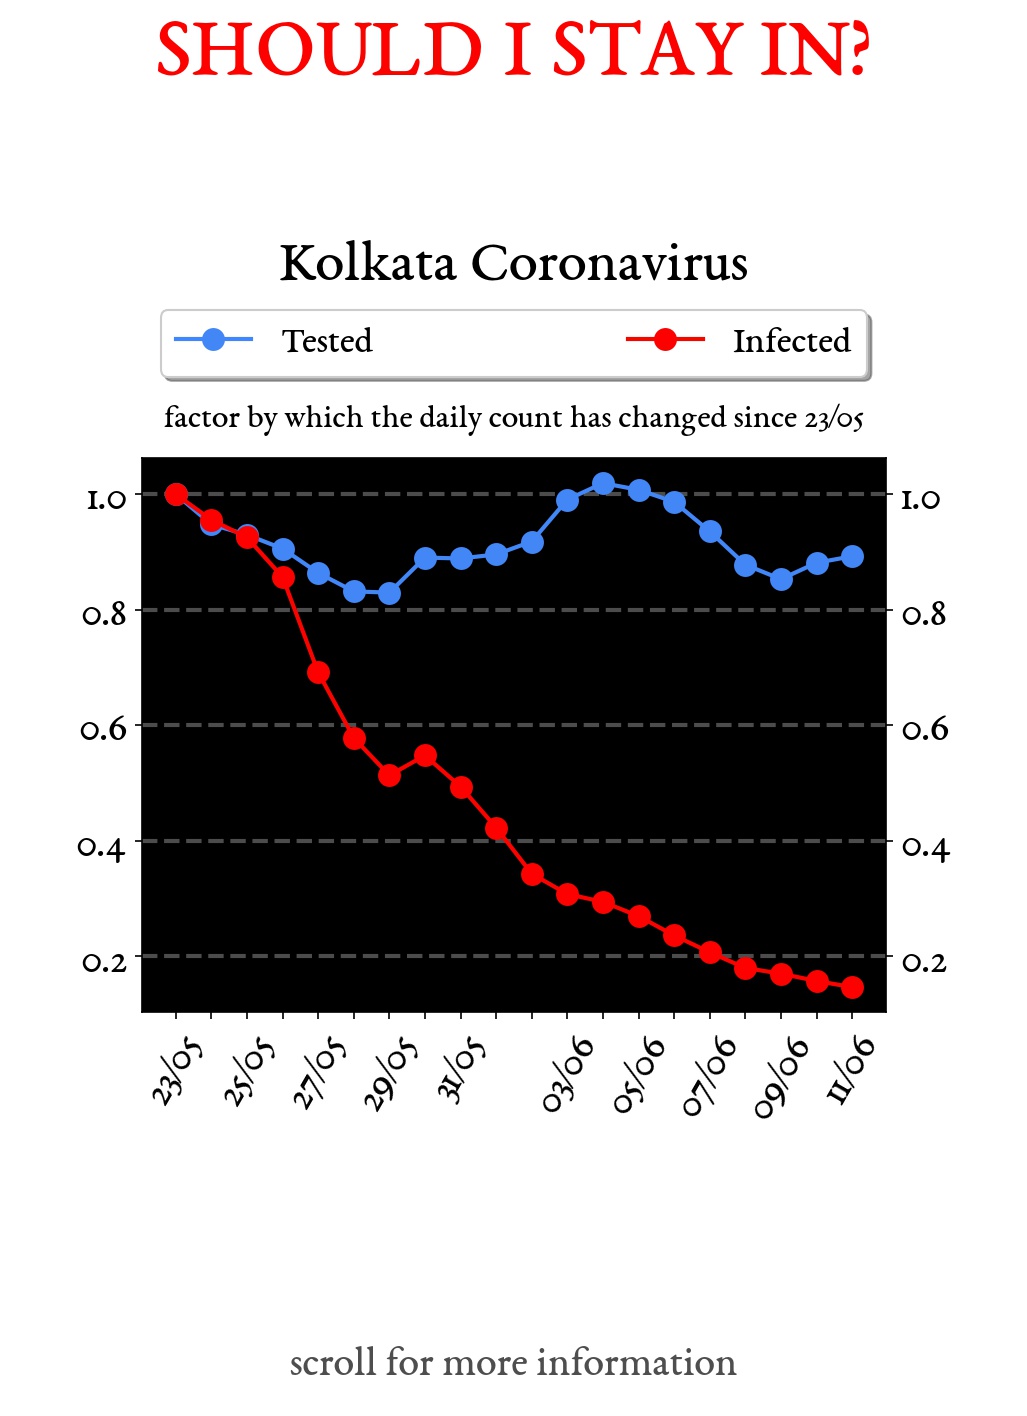 SHOULD I STAY IN?
Kolkata Coronavirus
Tested Infected
factor by which the daily count has changed since 23/05
1.0 1.0
0.8 0.8
0.6 0.6
0.4 0.4
0.2 0.2
23/05 25/05 27/05 29/05 31/05 03/06 05/06 07/06 09/06 11/06
scroll for more information